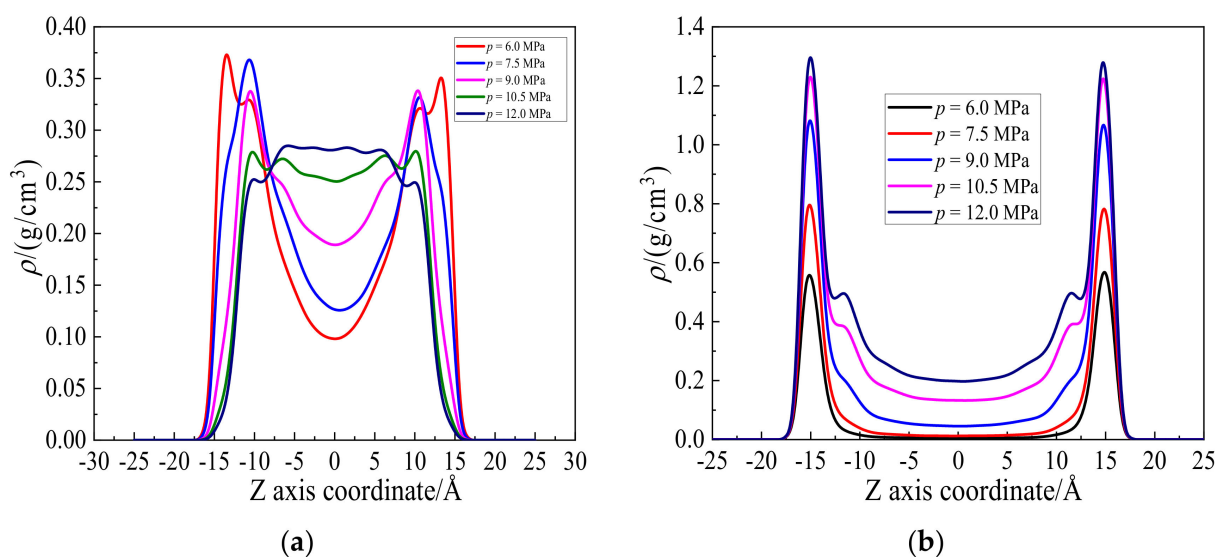 (a)
ρ/(g/cm³)
0.40
0.35
0.30
0.25
0.20
0.15
0.10
0.05
0.00
p = 6.0 MPa
p = 7.5 MPa
p = 9.0 MPa
p = 10.5 MPa
p = 12.0 MPa
-30 -25 -20 -15 -10 -5 0 5 10 15 20 25 30
Z axis coordinate/Å
(b)
ρ/(g/cm³)
1.4
1.2
1.0
0.8
0.6
0.4
0.2
0.0
p = 6.0 MPa
p = 7.5 MPa
p = 9.0 MPa
p = 10.5 MPa
p = 12.0 MPa
-25 -20 -15 -10 -5 0 5 10 15 20 25
Z axis coordinate/Å